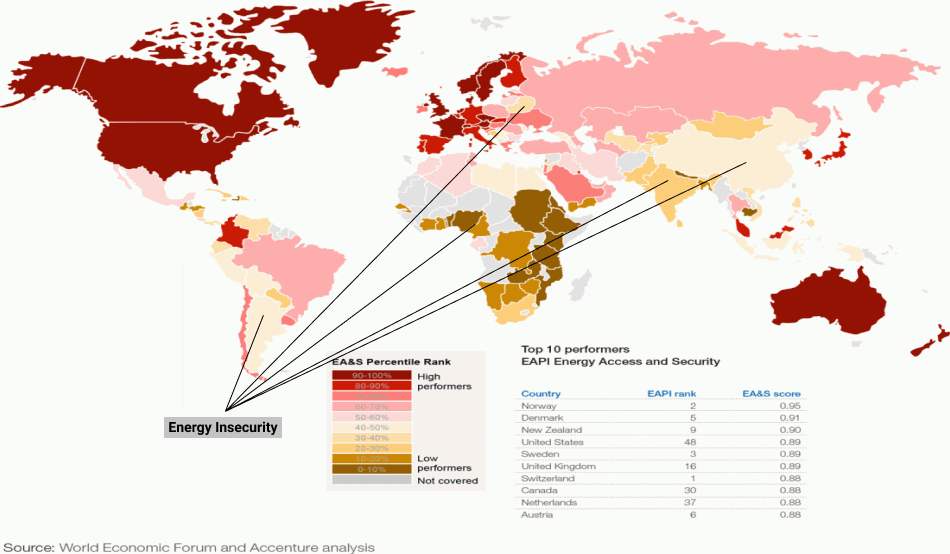 Top 10 performers
EAPI Energy Access and Security
EA&S Percentile Rank
90-100%
High
80-90%
performers
60-70%
50-60%
40-50%
30-40%
20-30%
10-20%
Low
0-10%
performers
Not covered
Energy Insecurity
Country EAPI rank EA&S score
Norway 2 0.95
Denmark 5 0.91
New Zealand 9 0.90
United States 48 0.89
Sweden 3 0.89
United Kingdom 16 0.89
Switzerland 1 0.88
Canada 30 0.88
Netherlands 37 0.88
Austria 6 0.88
Source: World Economic Forum and Accenture analysis